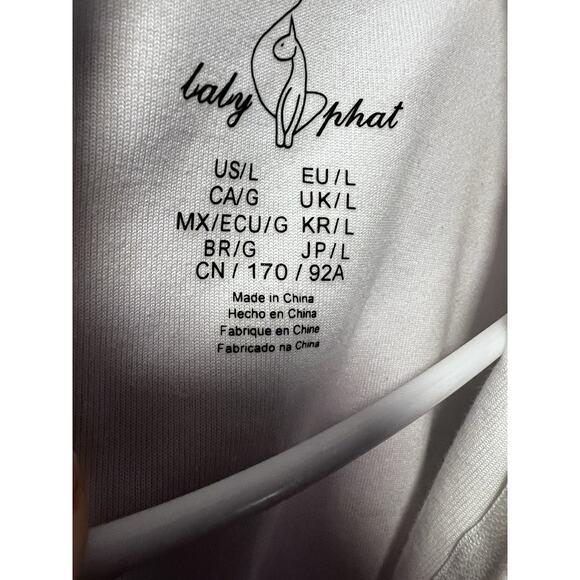 baby phat
US/L EU/L
CA/G UK/L
MX/ECU/G KR/L
BR/G JP/L
CN / 170 / 92A
Made in China
Hecho en China
Fabrique en Chine
Fabricado na China